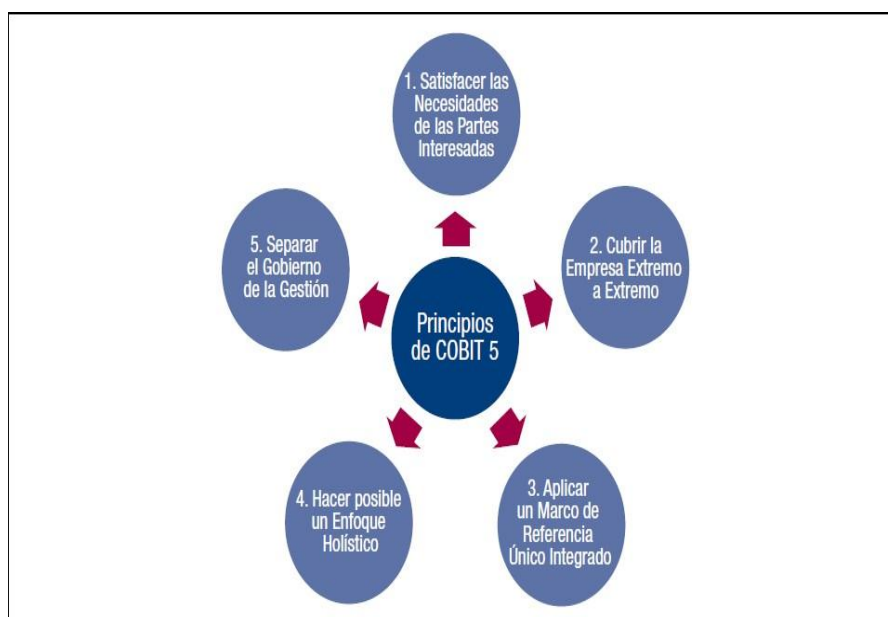 1. Satisfacer las
Necesidades
de las Partes
Interesadas
2. Cubrir la
Empresa Extremo
a Extremo
3. Aplicar
un Marco de
Referencia
Único Integrado
4. Hacer posible
un Enfoque
Holístico
5. Separar
el Gobierno
de la Gestión
Principios
de COBIT 5